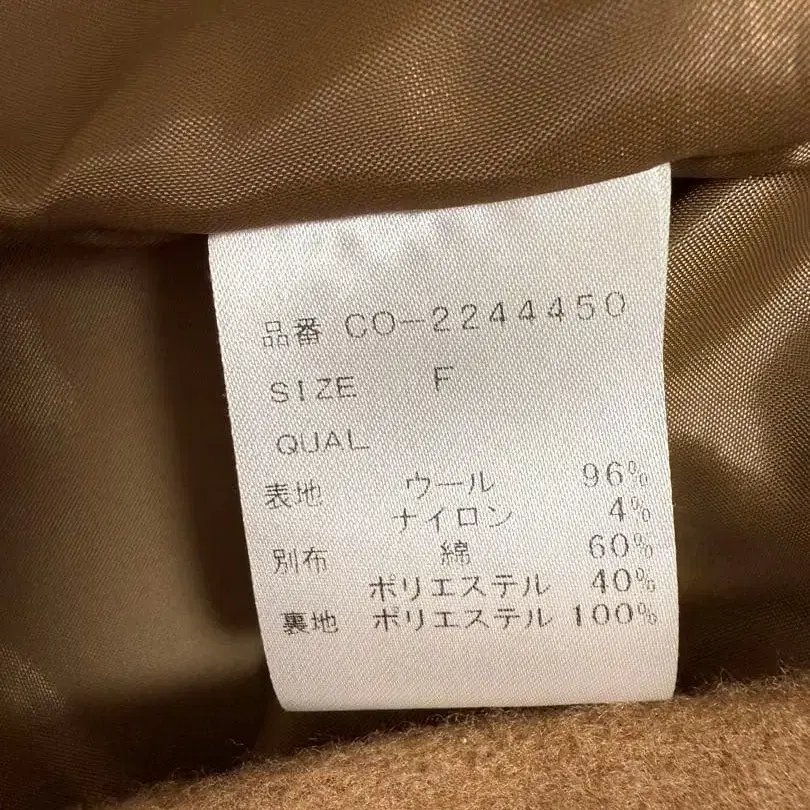 品番 CO-2244450
SIZE F
QUAL
表地 ウール 96%
ナイロン 4%
別布 綿 60%
ポリエステル 40%
裏地 ポリエステル 100%